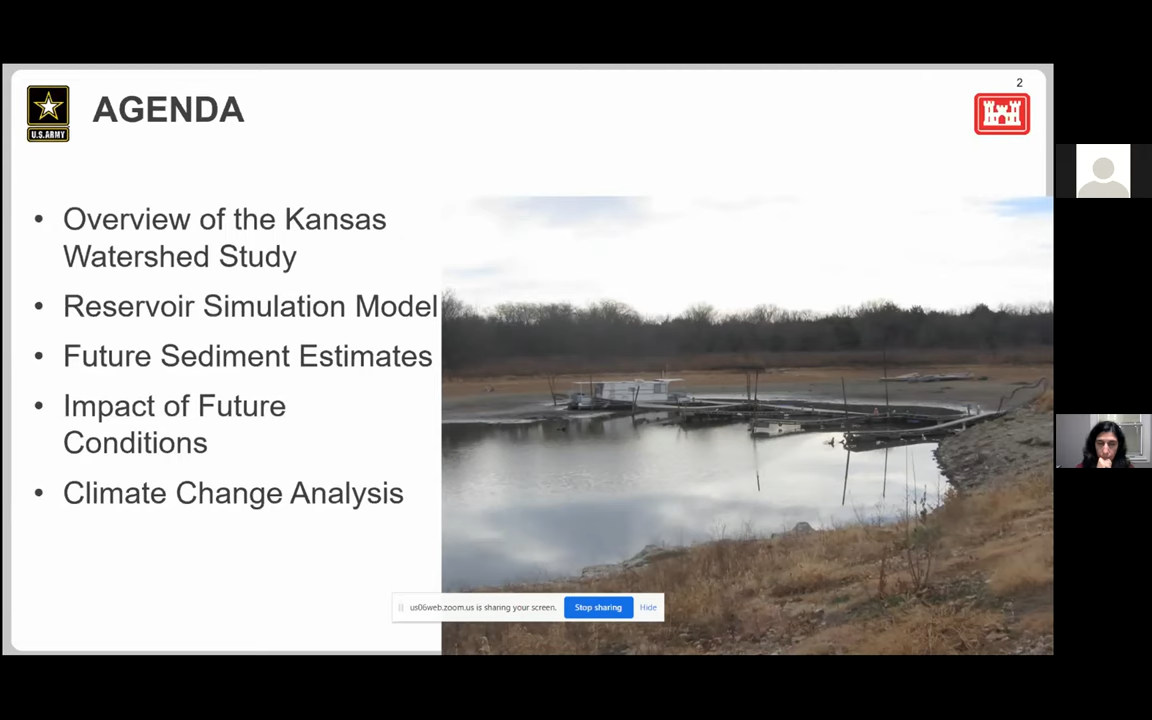 2
AGENDA
U.S.ARMY
• Overview of the Kansas
Watershed Study
• Reservoir Simulation Model
• Future Sediment Estimates
• Impact of Future
Conditions
• Climate Change Analysis
us06web.zoom.us is sharing your screen. Stop sharing Hide